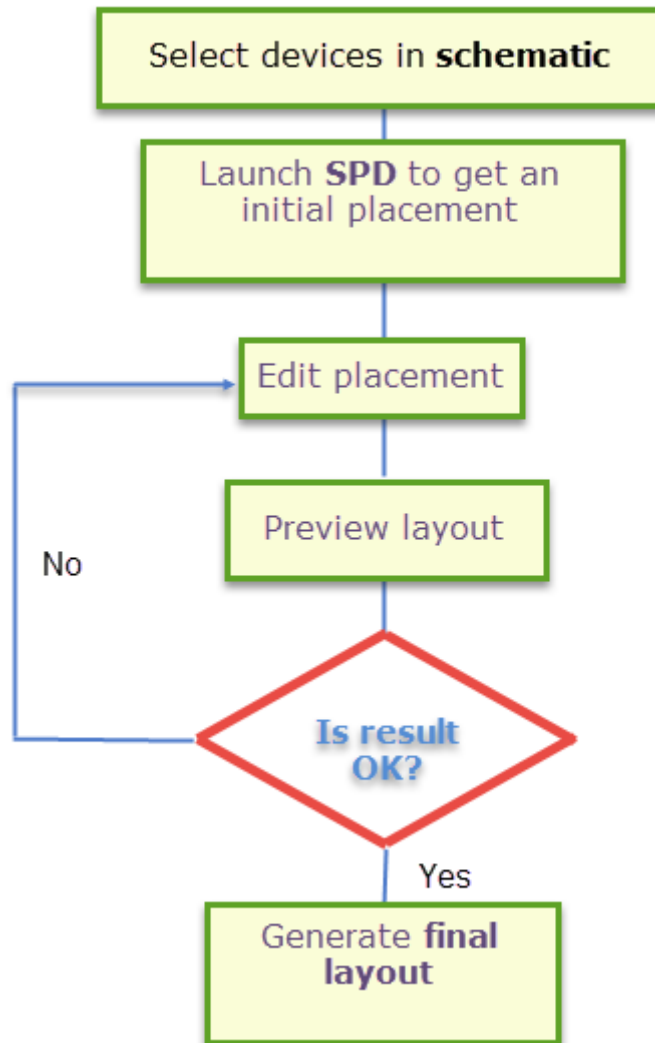 Select devices in schematic
Launch SPD to get an
initial placement
Edit placement
Preview layout
No
Is result
OK?
Yes
Generate final
layout